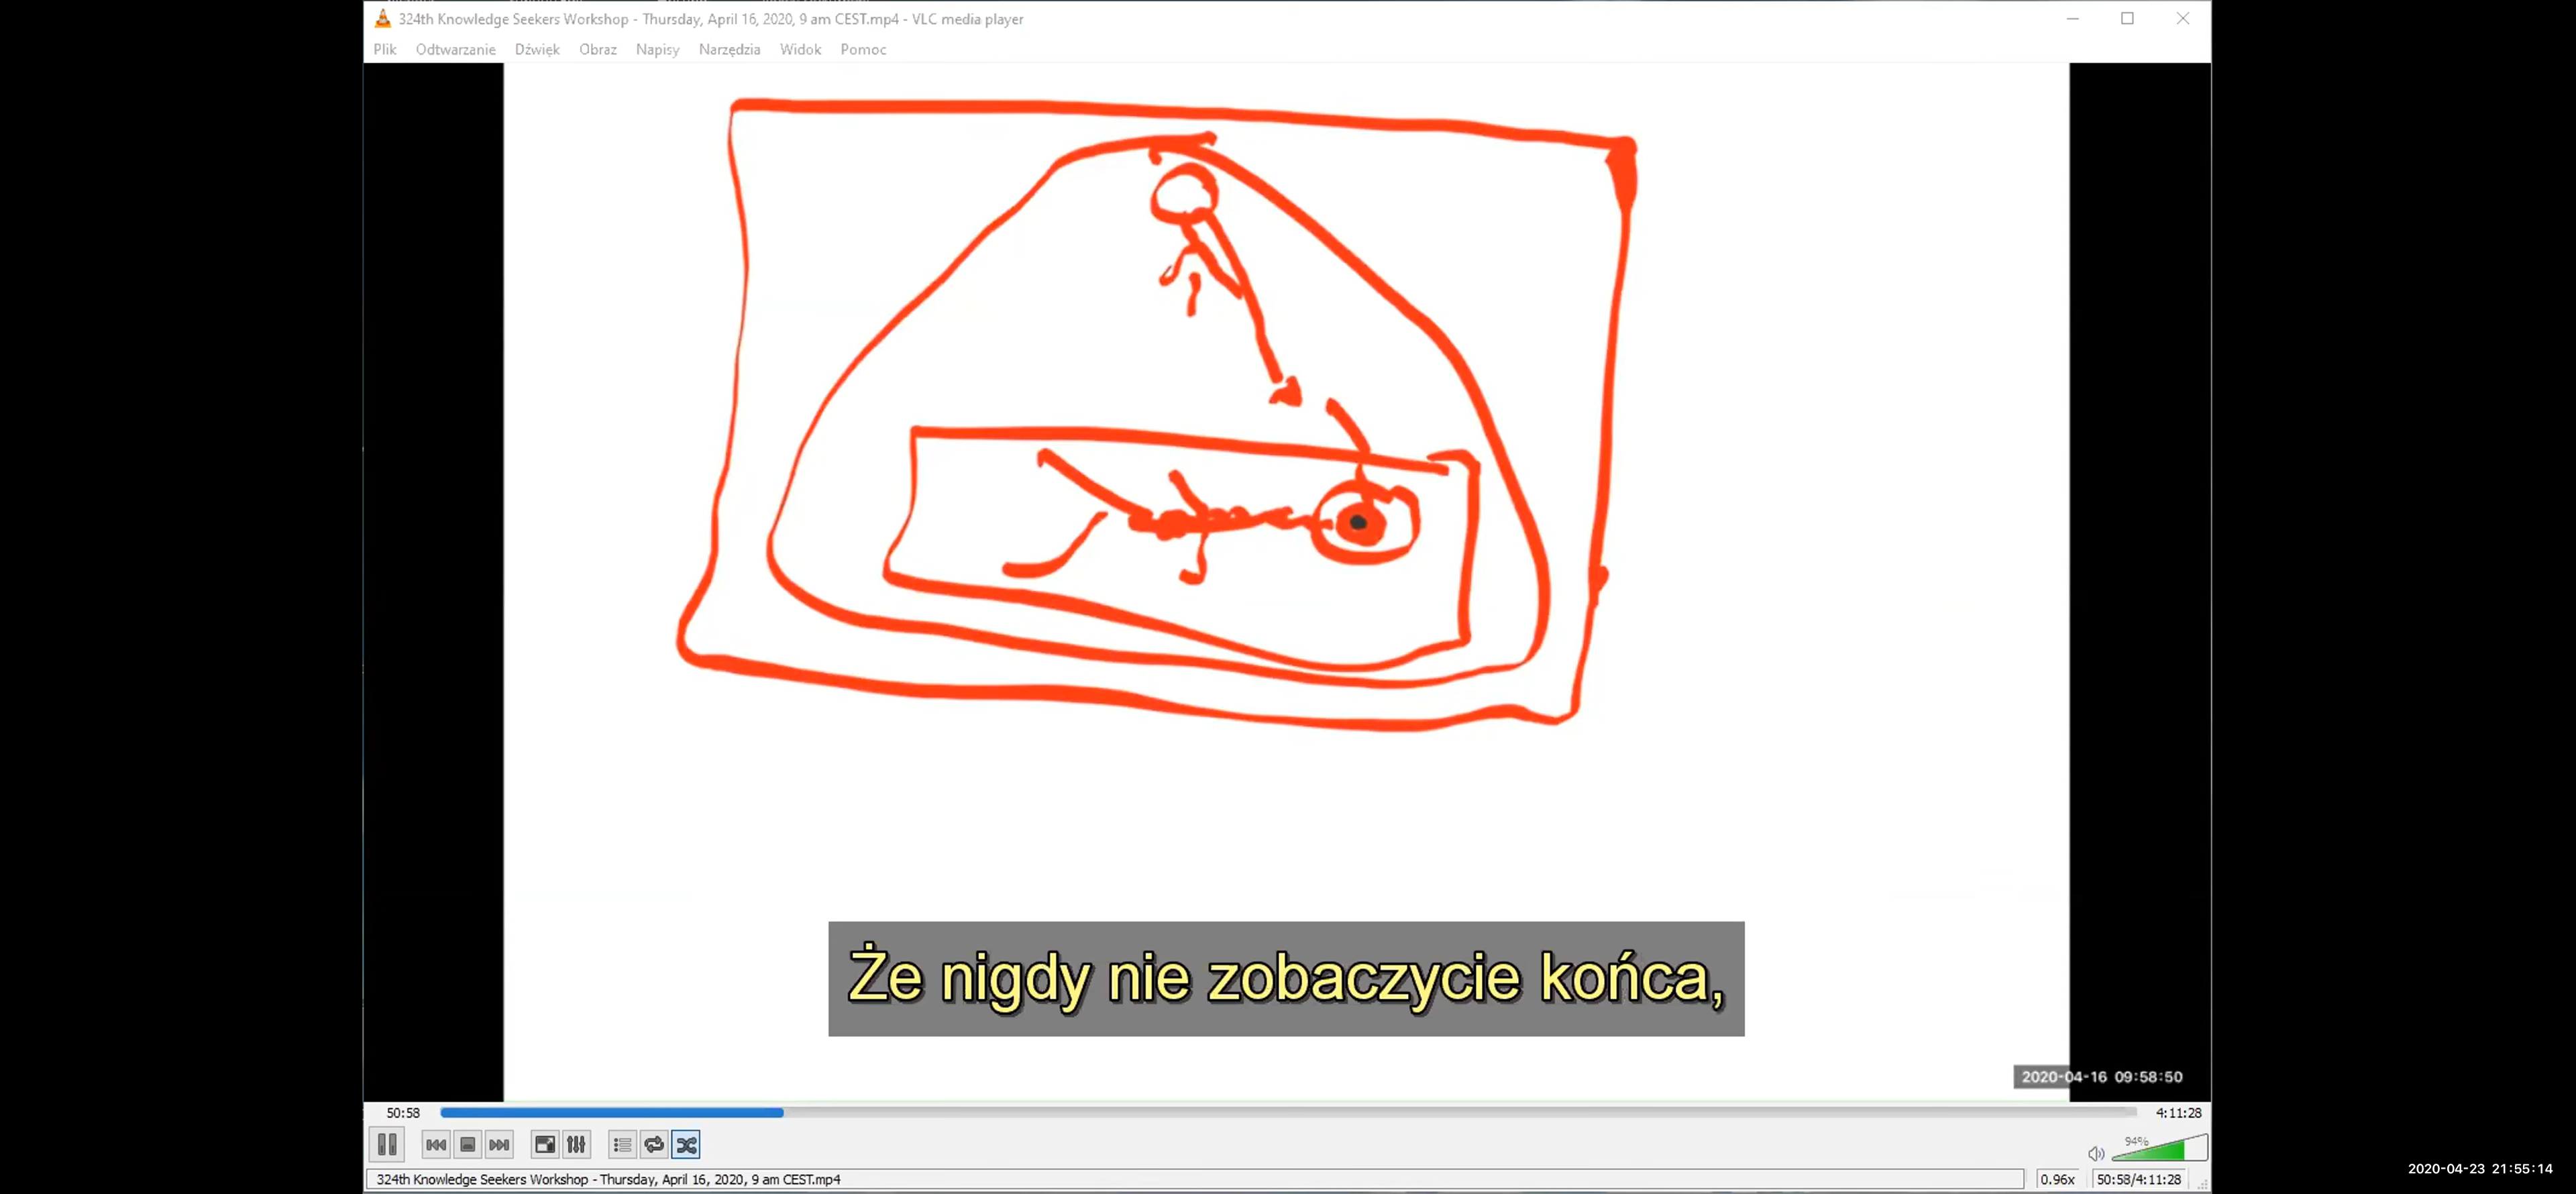 324th Knowledge Seekers Workshop - Thursday, April 16, 2020, 9 am CEST.mp4 - VLC media player
Plik Odtwarzanie Dźwięk Obraz Napisy Narzędzia Widok Pomoc
Że nigdy nie zobaczycie końca,
2020-04-16 09:58:50
50:58 4:11:28
94%
324th Knowledge Seekers Workshop - Thursday, April 16, 2020, 9 am CEST.mp4 0.96x 50:58/4:11:28
2020-04-23 21:55:14